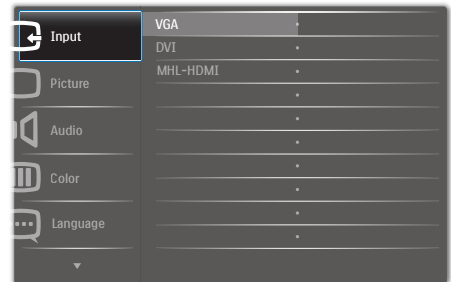 Input
VGA
DVI
MHL-HDMI
Picture
Audio
Color
Language